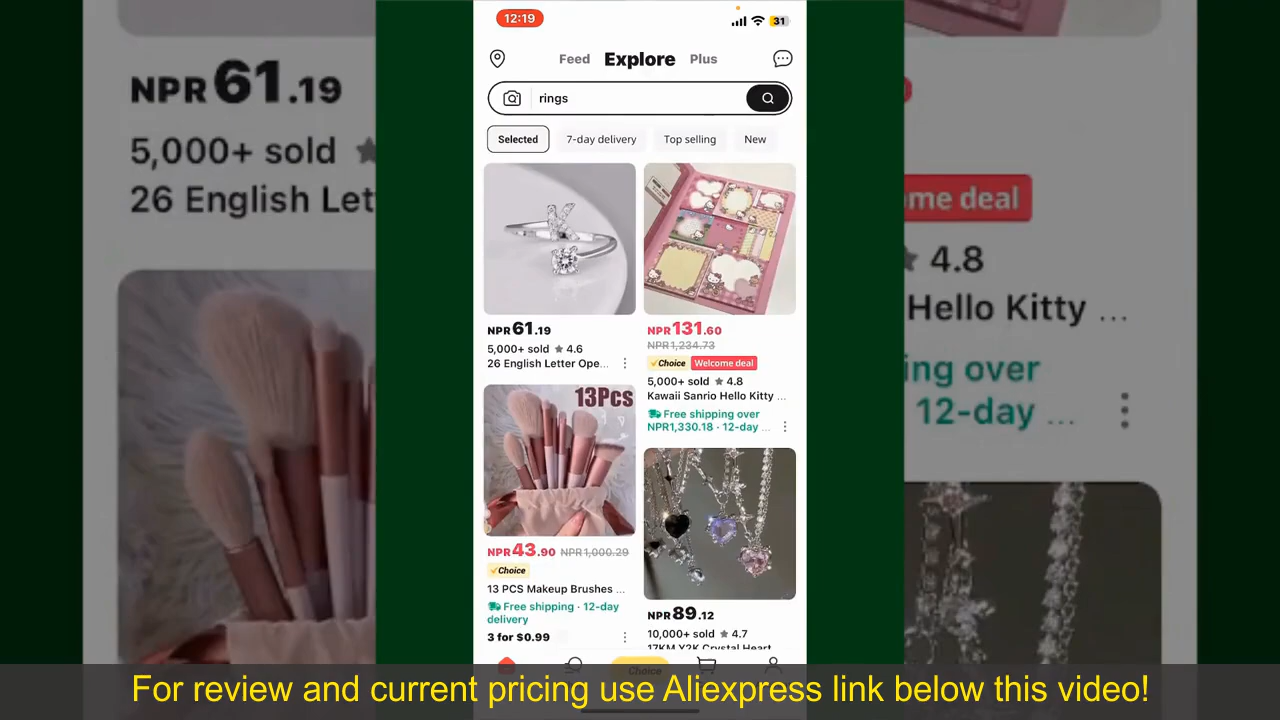 12:19
31
Feed Explore Plus
rings
Selected 7-day delivery Top selling New
NPR61.19
5,000+ sold 4.6
26 English Letter Ope...
NPR131.60
NPR1,234.73
Choice Welcome deal
5,000+ sold 4.8
Kawaii Sanrio Hello Kitty ...
Free shipping over
NPR1,330.18 · 12-day ...
13Pcs
NPR43.90 NPR1,000.29
Choice
13 PCS Makeup Brushes ...
Free shipping · 12-day
delivery
3 for $0.99
NPR89.12
10,000+ sold 4.7
17KM Y2K Crystal Heart
Choice
NPR61.19
5,000+ sold
26 English Let
me deal
4.8
Hello Kitty ...
ing over
12-day ...
For review and current pricing use Aliexpress link below this video!